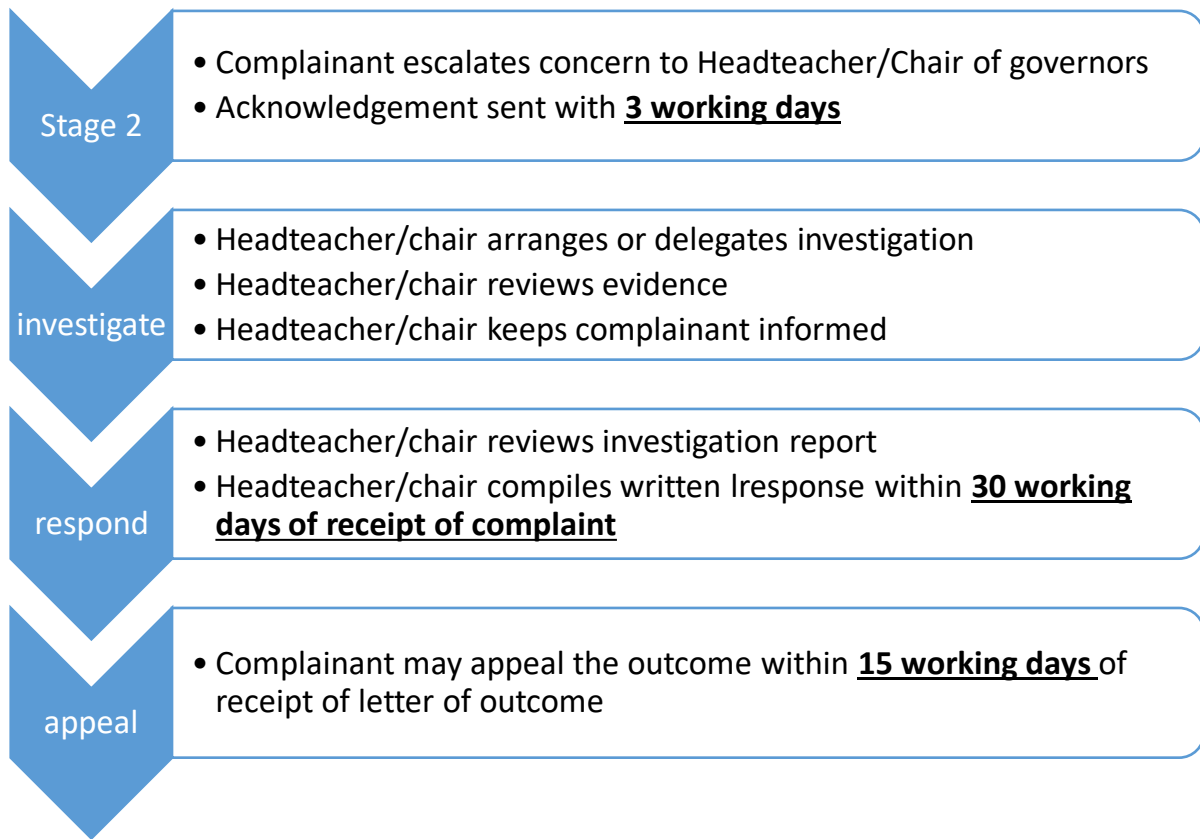 Stage 2
• Complainant escalates concern to Headteacher/Chair of governors
• Acknowledgement sent with 3 working days
investigate
• Headteacher/chair arranges or delegates investigation
• Headteacher/chair reviews evidence
• Headteacher/chair keeps complainant informed
respond
• Headteacher/chair reviews investigation report
• Headteacher/chair compiles written lresponse within 30 working
days of receipt of complaint
appeal
• Complainant may appeal the outcome within 15 working days of
receipt of letter of outcome